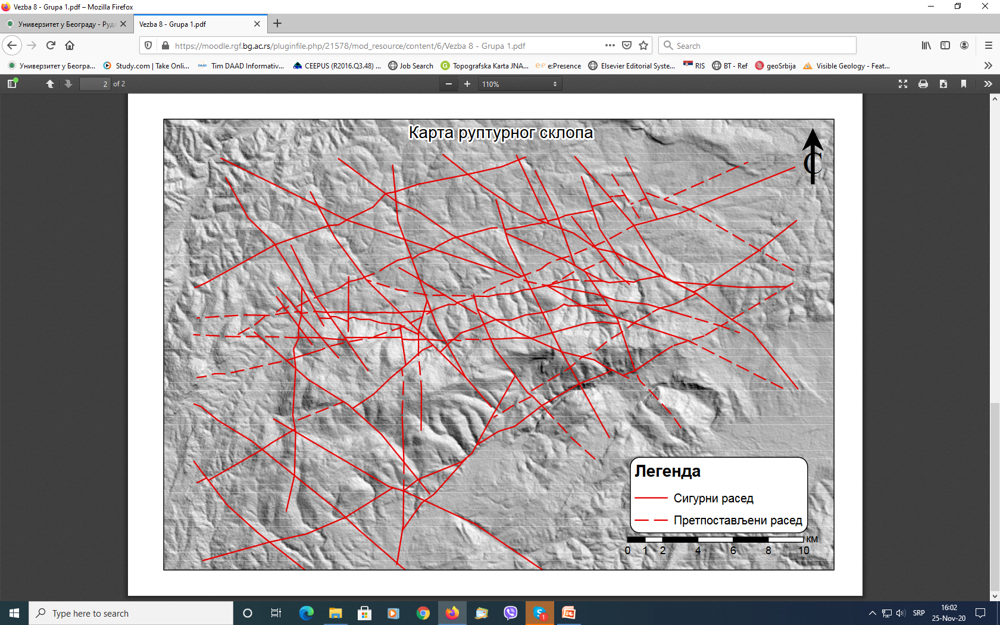 Vezba 8 - Grupa 1.pdf – Mozilla Firefox
Универзитет у Београду - Руда
Vezba 8 - Grupa 1.pdf
https://moodle.rgf.bg.ac.rs/pluginfile.php/21578/mod_resource/content/6/Vezba 8 - Grupa 1.pdf
Search
Универзитет у Београ...
Study.com | Take Onli...
DAAD
Tim DAAD Informativ...
CEEPUS (R2016.Q3.48) ...
Job Search
G
Topografska Karta JNA...
e:Presence
Elsevier Editorial Syste...
RIS
BT - Ref
geoSrbija
Visible Geology - Feat...
2
of 2
110%
Карта руптурног склопа
С
Легенда
Сигурни расед
Претпостављени расед
км
0 1 2 4 6 8 10
Type here to search
S
1
SRP
16:02
25-Nov-20